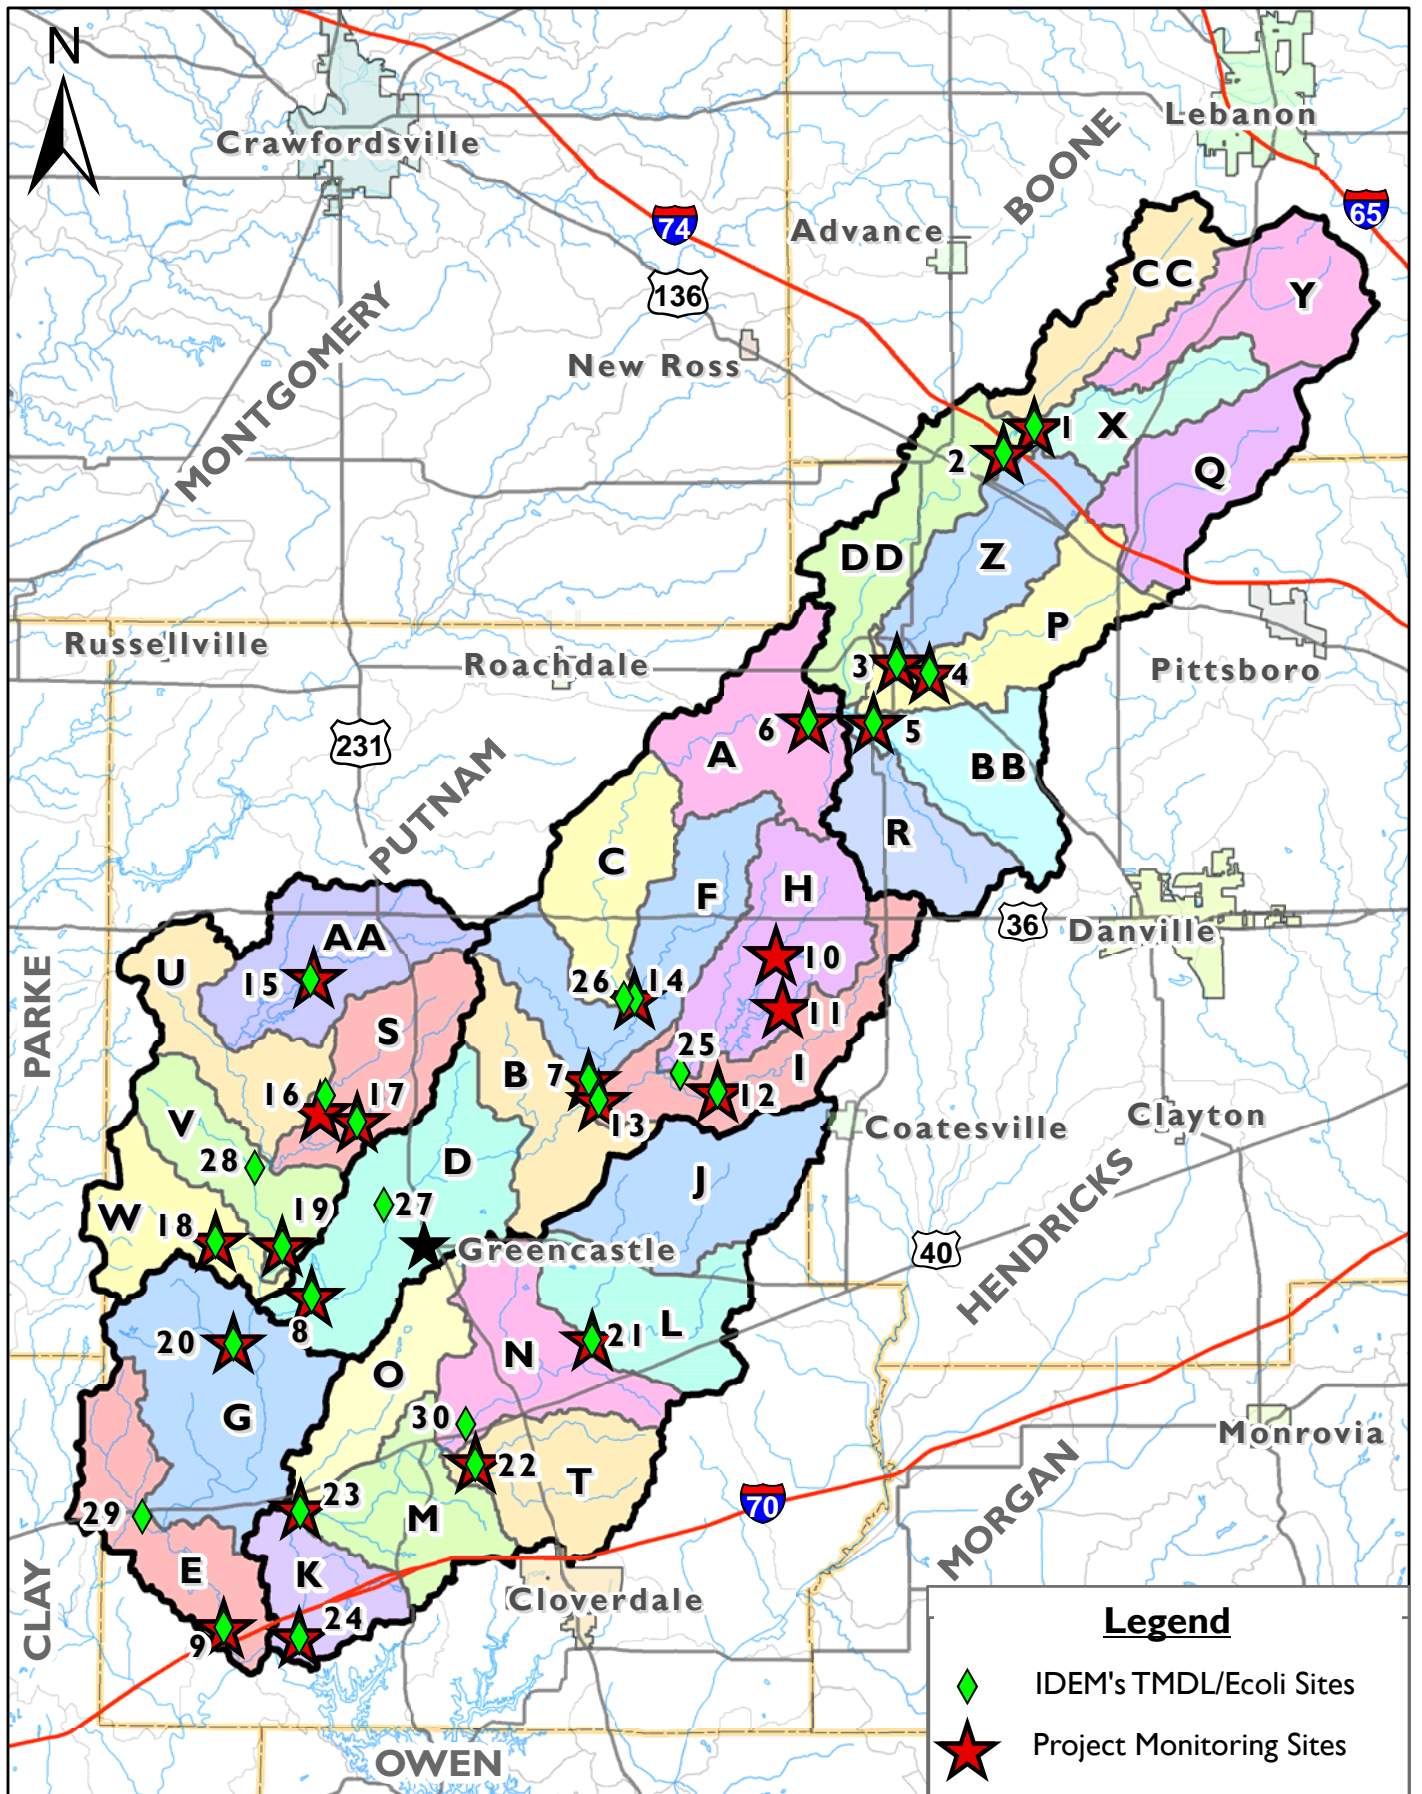 N
Crawfordsville
Lebanon
BOONE
65
74
Advance
136
CC
Y
MONTGOMERY
New Ross
1
X
2
Q
DD
Z
P
Russellville
Roachdale
3
4
Pittsboro
6
5
231
A
BB
PUTNAM
R
C
H
F
36
Danville
AA
U
10
PARKE
15
26
14
11
S
25
I
B
7
16
17
12
V
13
Coatesville
Clayton
28
D
J
27
W
18
19
HENDRICKS
Greencastle
40
8
20
21
L
N
O
G
30
Monrovia
22
T
23
70
29
M
MORGAN
E
K
CLAY
Cloverdale
24
9
Legend
IDEM's TMDL/Ecoli Sites
Project Monitoring Sites
OWEN